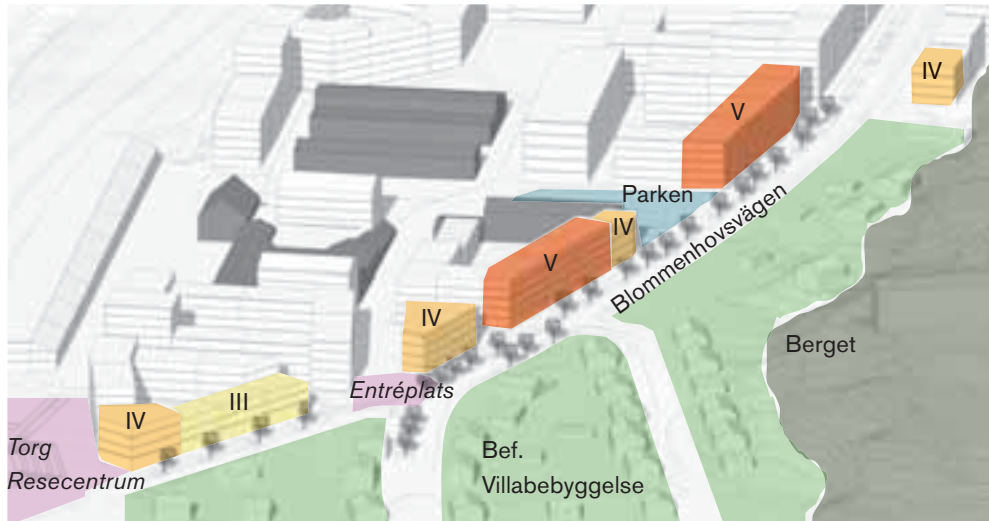 IV
V
Parken
IV
V
Blommenhovsvägen
IV
Berget
Entréplats
III
IV
Torg
Resecentrum
Bef.
Villabebyggelse